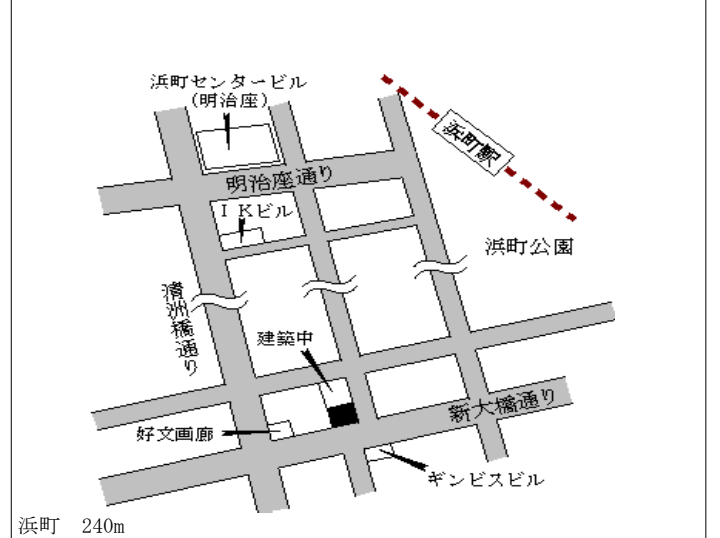 浜町センタービル
(明治座)
浜町駅
明治座通り
IKビル
浜町公園
清洲橋通り
建築中
新大橋通り
好文画廊
ギンビスビル
浜町 240m